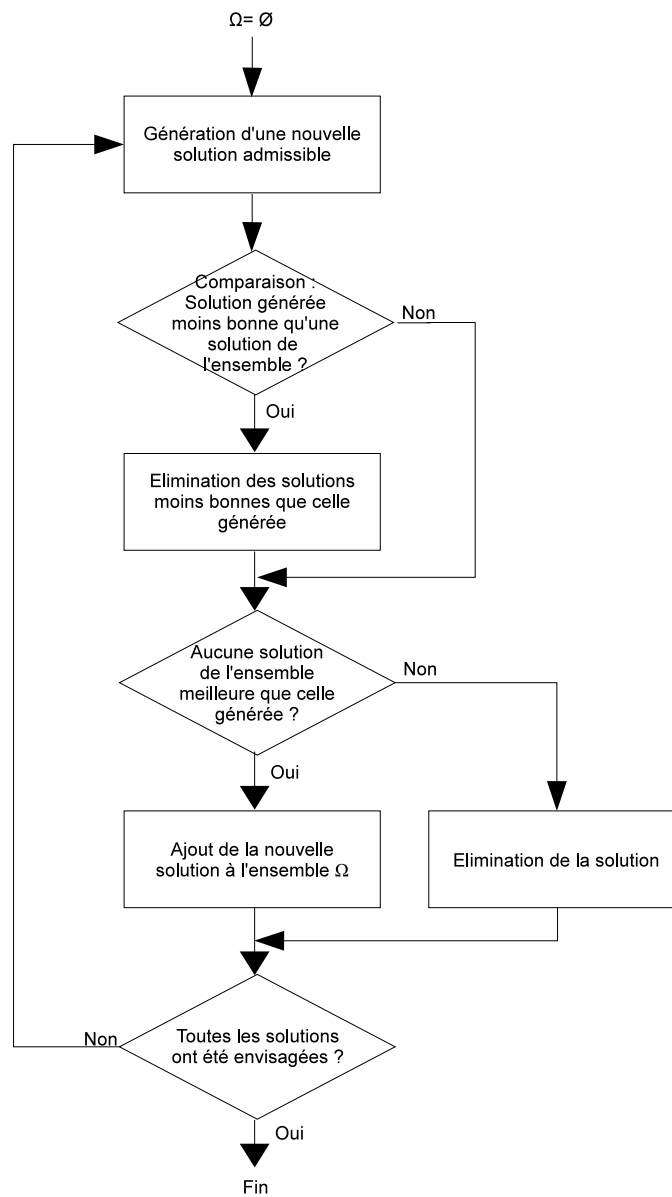 Ω= Ø
Génération d'une nouvelle
solution admissible
Comparaison :
Solution générée
moins bonne qu'une
solution de
l'ensemble ?
Non
Oui
Elimination des solutions
moins bonnes que celle
générée
Aucune solution
de l'ensemble
meilleure que celle
générée ?
Non
Oui
Ajout de la nouvelle
solution à l'ensemble Ω
Elimination de la solution
Toutes les solutions
ont été envisagées ?
Non
Oui
Fin